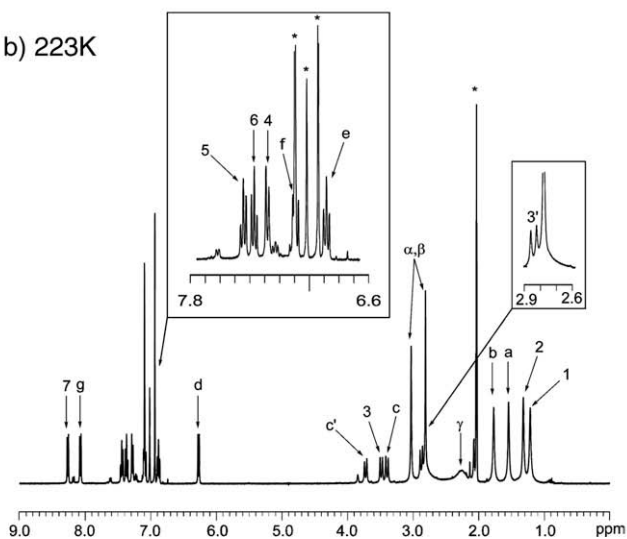 b) 223K
* * *
5 6 4 f e
7.8 6.6
*
3'
2.9 2.6
α,β
7 g d c' 3 c γ b a 2 1
9.0 8.0 7.0 6.0 5.0 4.0 3.0 2.0 1.0 ppm